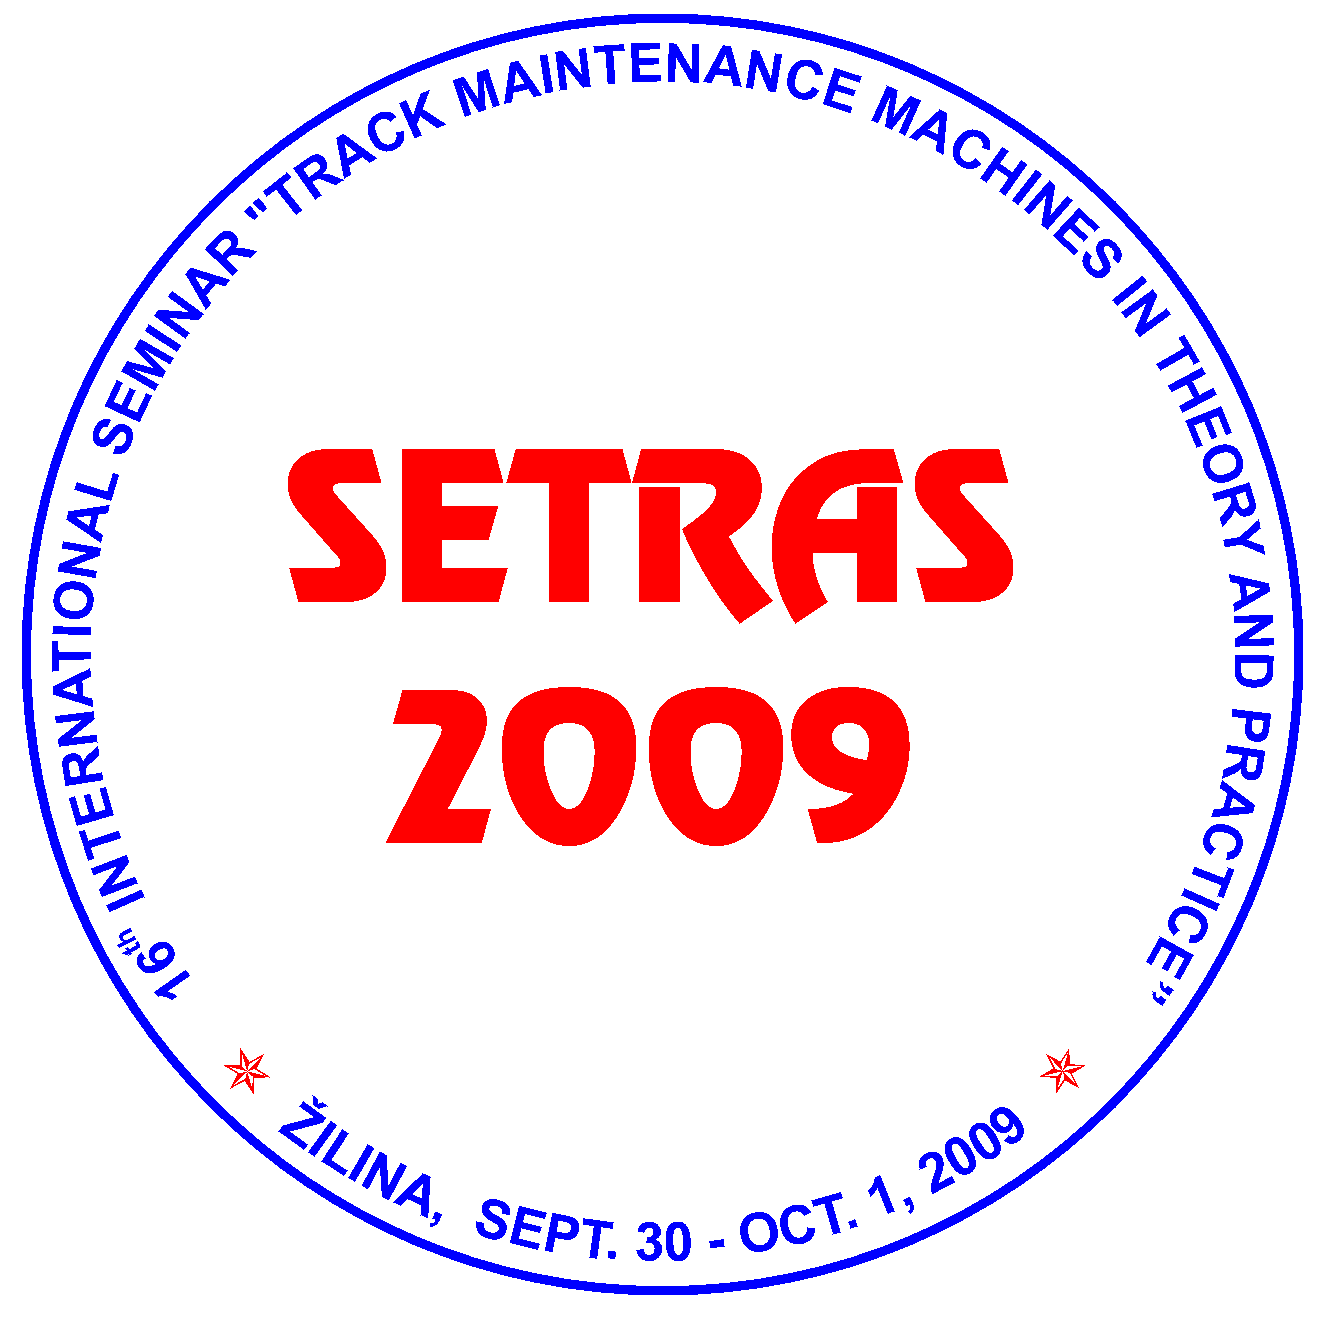 16th INTERNATIONAL SEMINAR "TRACK MAINTENANCE MACHINES IN THEORY AND PRACTICE“
SETRAS
2009
ŽILINA, SEPT. 30 - OCT. 1, 2009